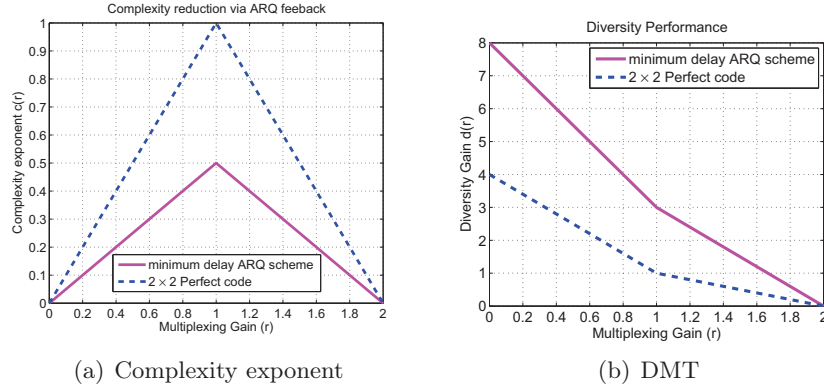 Complexity reduction via ARQ feeback
1
0.9
0.8
0.7
0.6
0.5
0.4
0.3
0.2
0.1
0
Complexity exponent c(r)
minimum delay ARQ scheme
2 × 2 Perfect code
0 0.2 0.4 0.6 0.8 1 1.2 1.4 1.6 1.8 2
Multiplexing Gain (r)
(a) Complexity exponent
Diversity Performance
8
7
6
5
4
3
2
1
0
Diversity Gain d(r)
minimum delay ARQ scheme
2 × 2 Perfect code
0 0.2 0.4 0.6 0.8 1 1.2 1.4 1.6 1.8 2
Multiplexing Gain (r)
(b) DMT